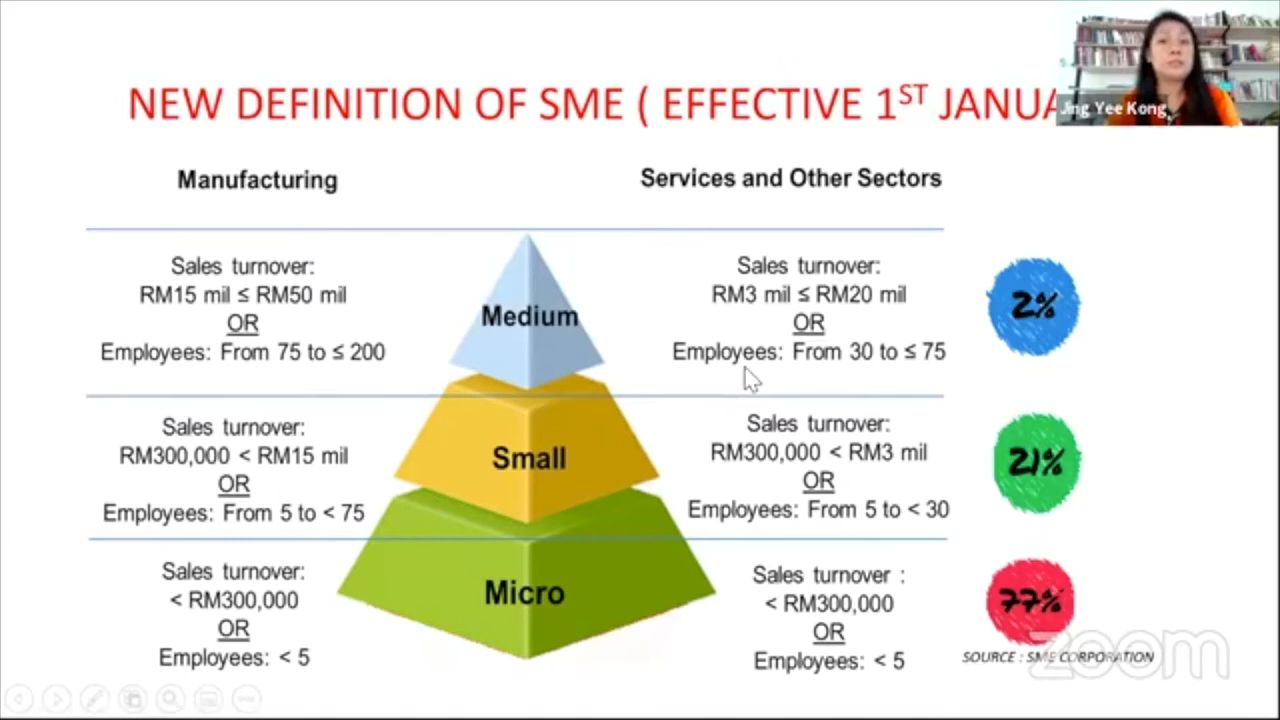 NEW DEFINITION OF SME ( EFFECTIVE 1ST JANUA
Jing Yee Kong
Manufacturing
Services and Other Sectors
Sales turnover:
RM15 mil ≤ RM50 mil
OR
Employees: From 75 to ≤ 200
Medium
Sales turnover:
RM3 mil ≤ RM20 mil
OR
Employees: From 30 to ≤ 75
2%
Sales turnover:
RM300,000 < RM15 mil
OR
Employees: From 5 to < 75
Small
Sales turnover:
RM300,000 < RM3 mil
OR
Employees: From 5 to < 30
21%
Sales turnover:
< RM300,000
OR
Employees: < 5
Micro
Sales turnover :
< RM300,000
OR
Employees: < 5
77%
SOURCE : SME CORPORATION
zoom